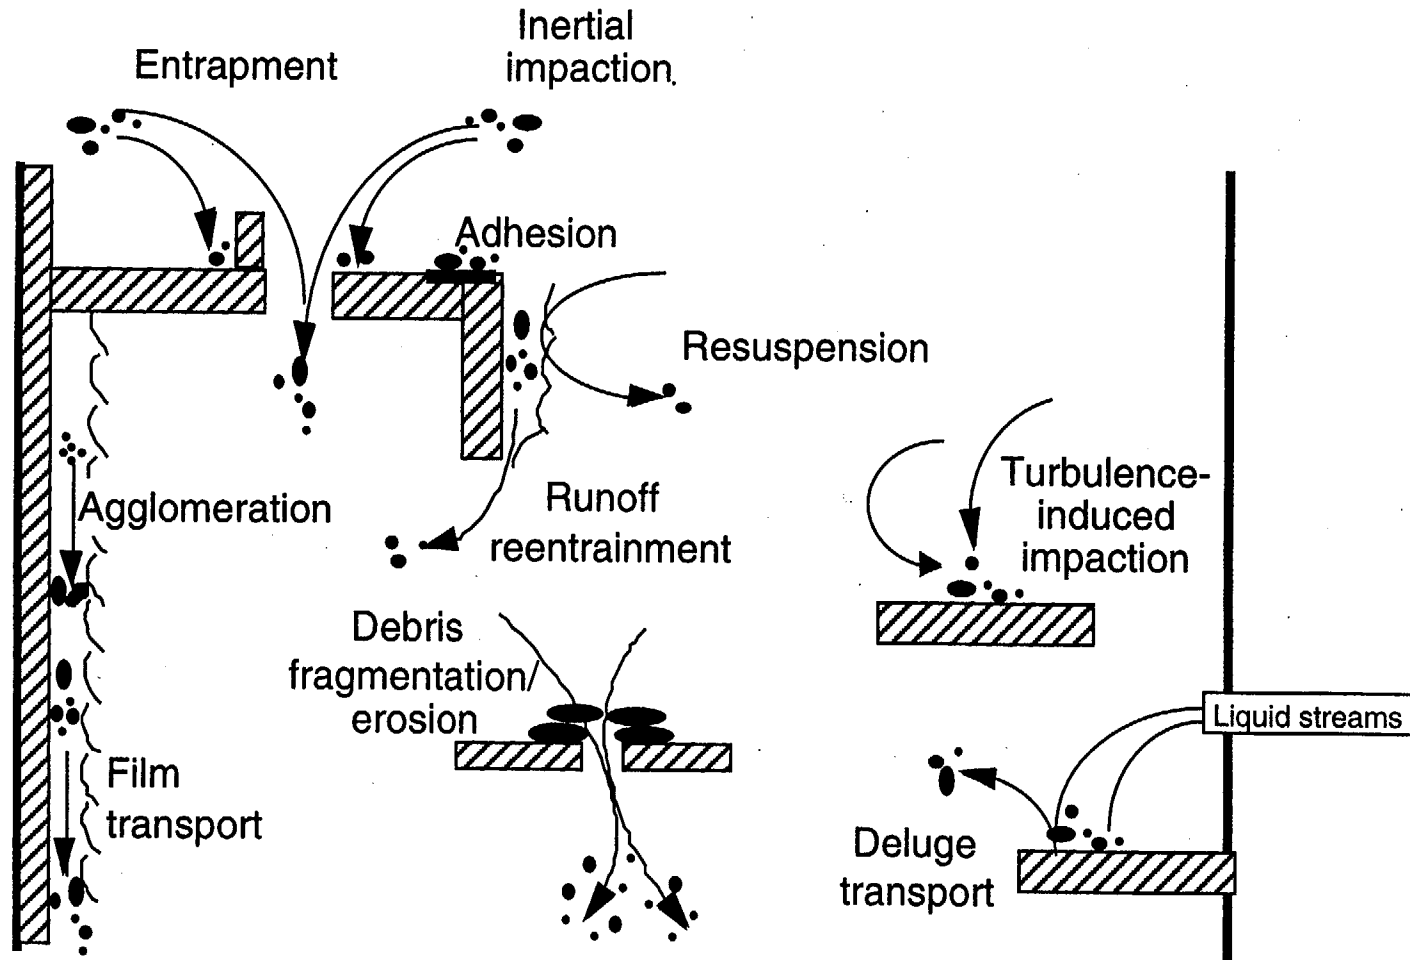 Entrapment
Inertial
impaction
Adhesion
Resuspension
Agglomeration
Runoff
reentrainment
Turbulence-
induced
impaction
Debris
fragmentation/
erosion
Liquid streams
Film
transport
Deluge
transport